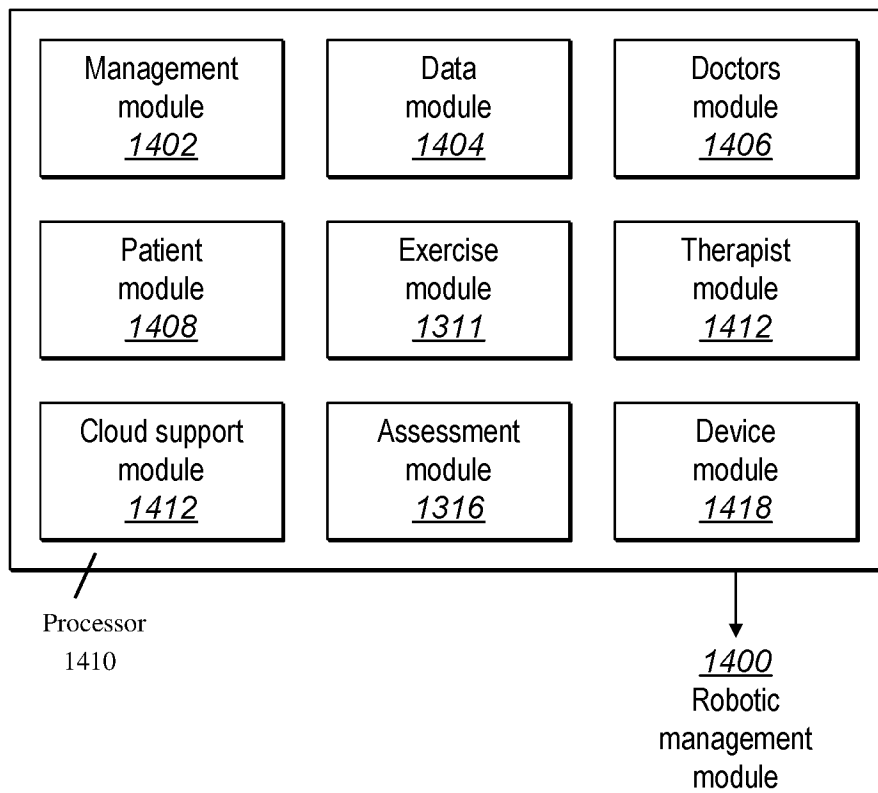 Management
module
1402
Data
module
1404
Doctors
module
1406
Patient
module
1408
Exercise
module
1311
Therapist
module
1412
Cloud support
module
1412
Assessment
module
1316
Device
module
1418
Processor
1410
1400
Robotic
management
module